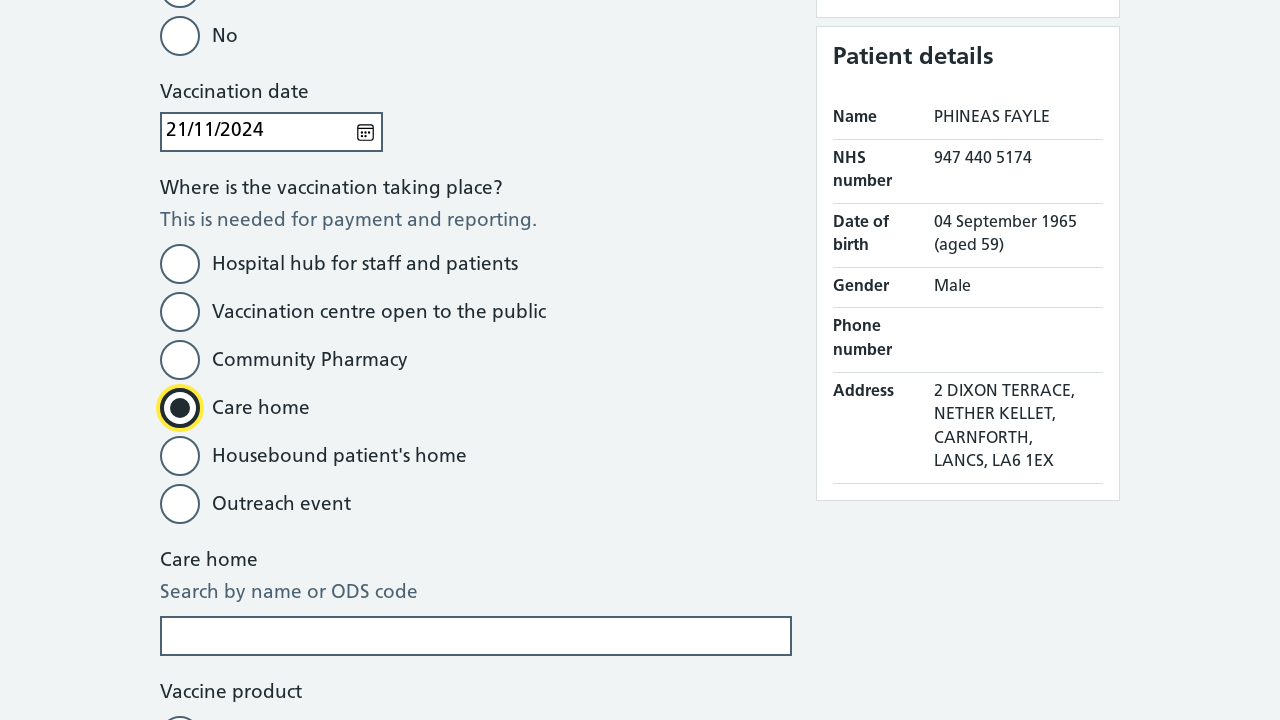 No
Vaccination date
21/11/2024
Where is the vaccination taking place?
This is needed for payment and reporting.
Hospital hub for staff and patients
Vaccination centre open to the public
Community Pharmacy
Care home
Housebound patient's home
Outreach event
Care home
Search by name or ODS code
Vaccine product
Patient details
Name PHINEAS FAYLE
NHS number 947 440 5174
Date of birth 04 September 1965 (aged 59)
Gender Male
Phone number
Address 2 DIXON TERRACE,
NETHER KELLET,
CARNFORTH,
LANCS, LA6 1EX